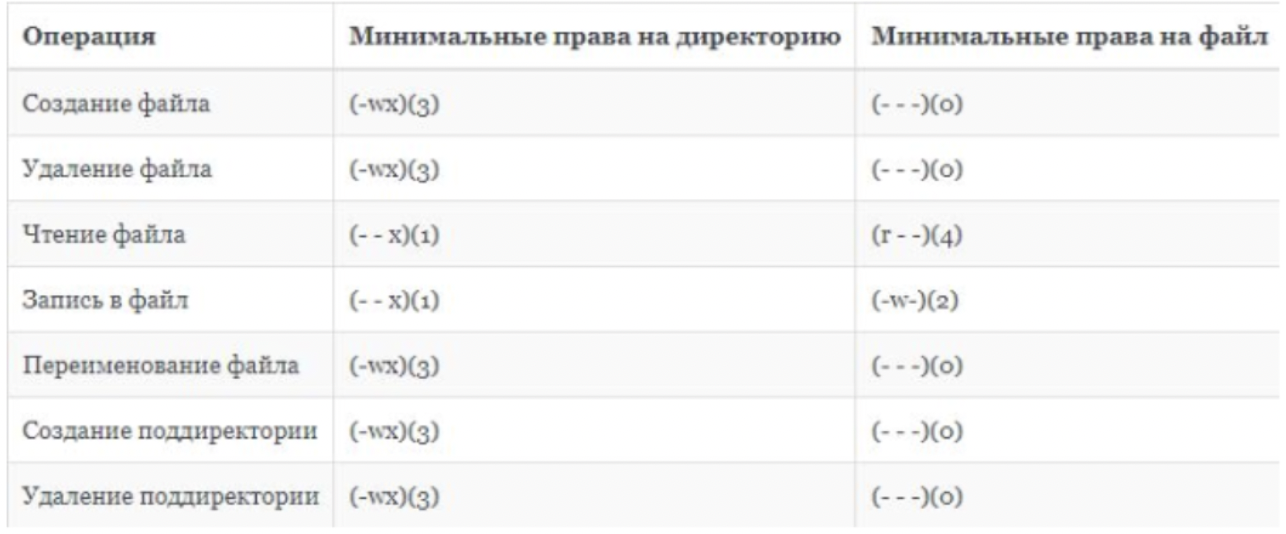 Операция Минимальные права на директорию Минимальные права на файл
Создание файла (-wx)(3) (- - -)(0)
Удаление файла (-wx)(3) (- - -)(0)
Чтение файла (- - x)(1) (r - -)(4)
Запись в файл (- - x)(1) (-w-)(2)
Переименование файла (-wx)(3) (- - -)(0)
Создание поддиректории (-wx)(3) (- - -)(0)
Удаление поддиректории (-wx)(3) (- - -)(0)